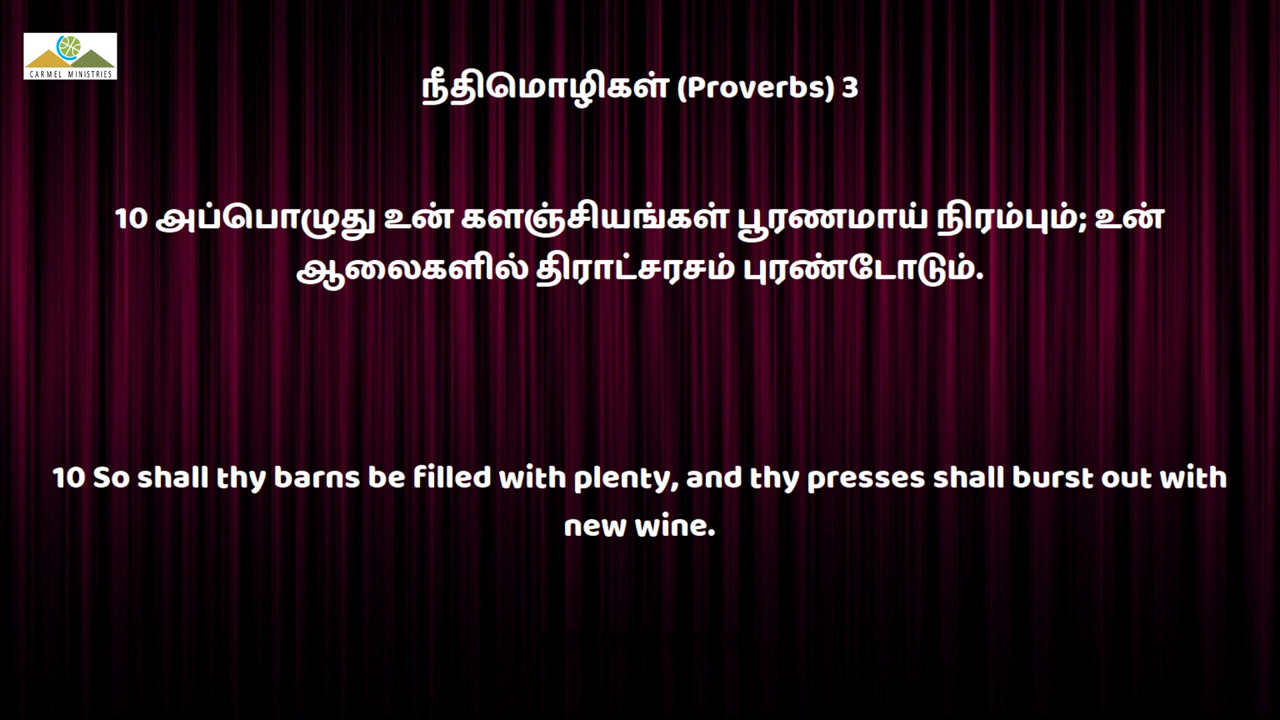 CARMEL MINISTRIES
நீதிமொழிகள் (Proverbs) 3
10 அப்பொழுது உன் களஞ்சியங்கள் பூரணமாய் நிரம்பும்; உன்
ஆலைகளில் திராட்சரசம் புரண்டோடும்.
10 So shall thy barns be filled with plenty, and thy presses shall burst out with
new wine.